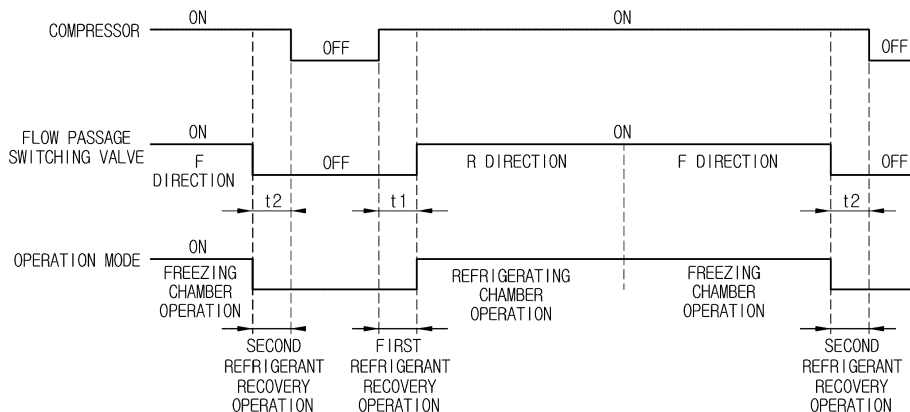 ON
ON
COMPRESSOR
OFF
OFF
FLOW PASSAGE
SWITCHING VALVE
ON
ON
F
DIRECTION
OFF
R DIRECTION
F DIRECTION
OFF
t2
t1
t2
OPERATION MODE
ON
FREEZING
CHAMBER
OPERATION
REFRIGERATING
CHAMBER
OPERATION
FREEZING
CHAMBER
OPERATION
SECOND
REFRIGERANT
RECOVERY
OPERATION
FIRST
REFRIGERANT
RECOVERY
OPERATION
SECOND
REFRIGERANT
RECOVERY
OPERATION